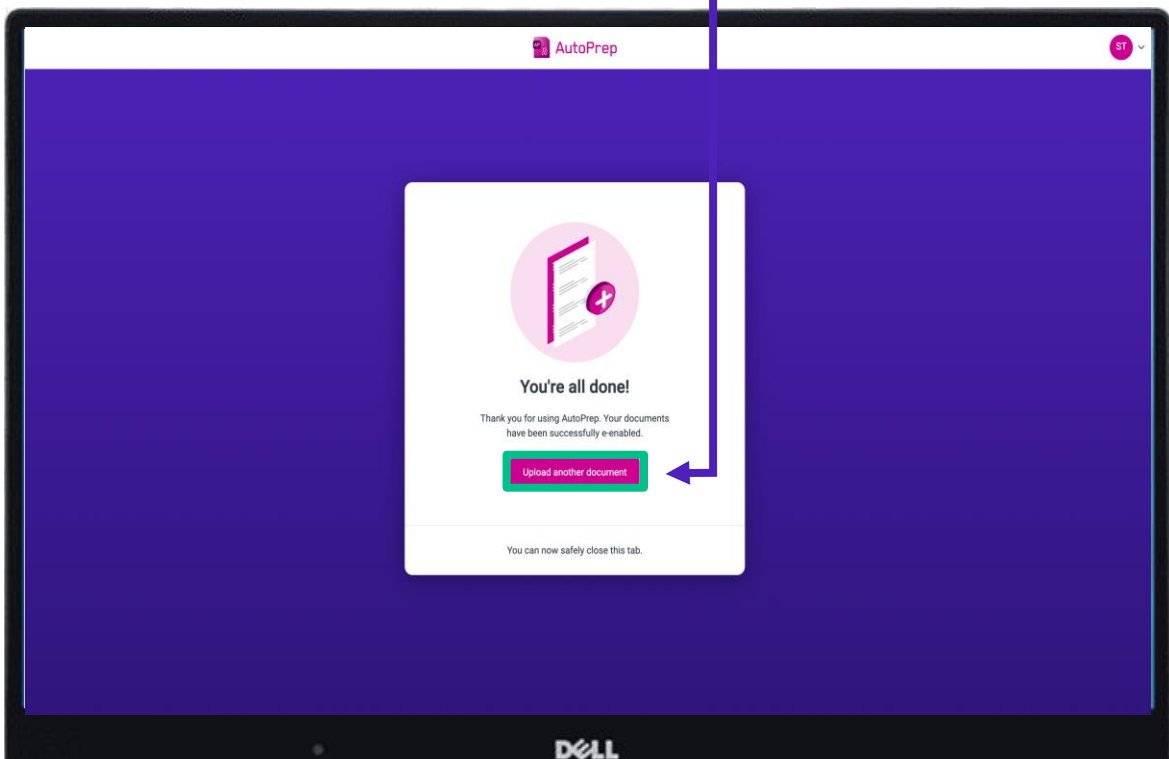 AutoPrep
ST
You're all done!
Thank you for using AutoPrep. Your documents
have been successfully e-enabled.
Upload another document
You can now safely close this tab.
DELL